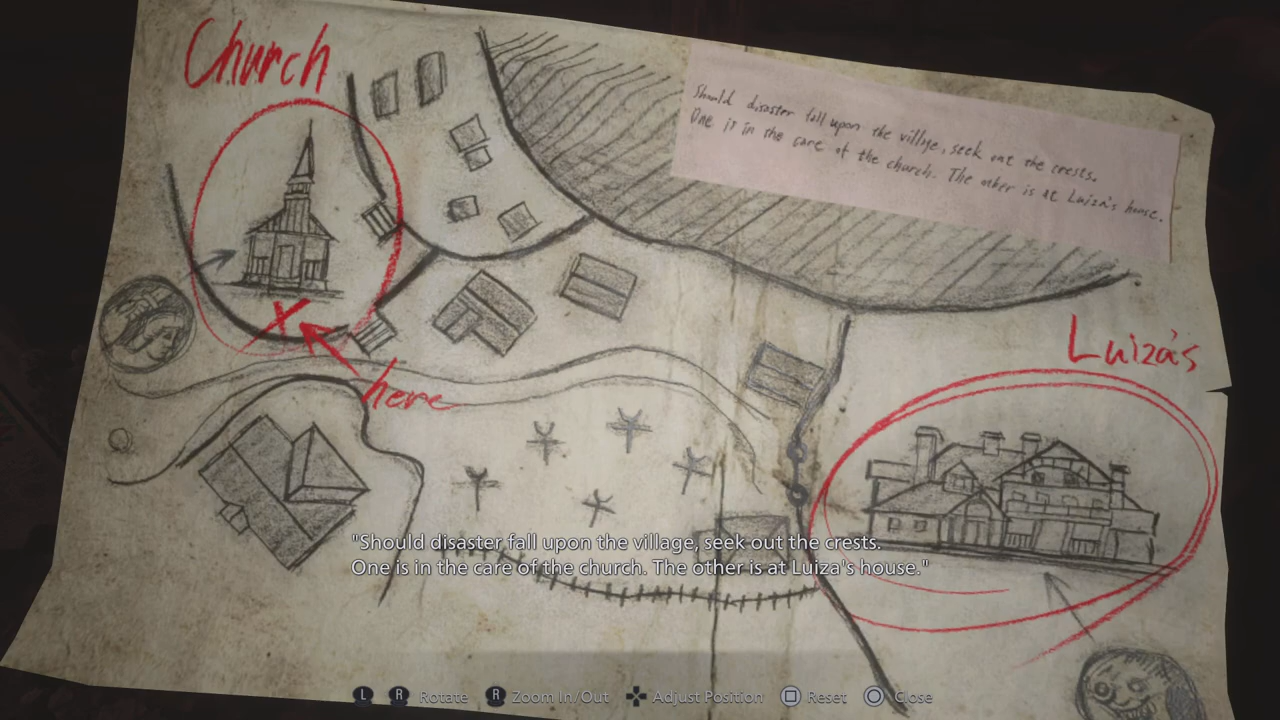 Church
Should disaster fall upon the village, seek out the crests.
One is in the care of the church. The other is at Luiza's house.
Luiza's
here
"Should disaster fall upon the village, seek out the crests.
One is in the care of the church. The other is at Luiza's house."
L R Rotate R Zoom In/Out Adjust Position Reset Close